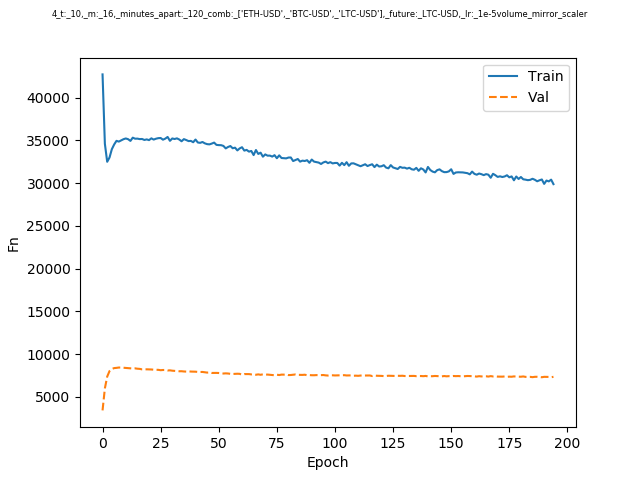 4_t:_10,_m:_16,_minutes_apart:_120_comb:_['ETH-USD',_'BTC-USD',_'LTC-USD'],_future:_LTC-USD,_lr:_1e-5volume_mirror_scaler
Train
Val
40000
35000
30000
25000
20000
15000
10000
5000
Fn
0 25 50 75 100 125 150 175 200
Epoch